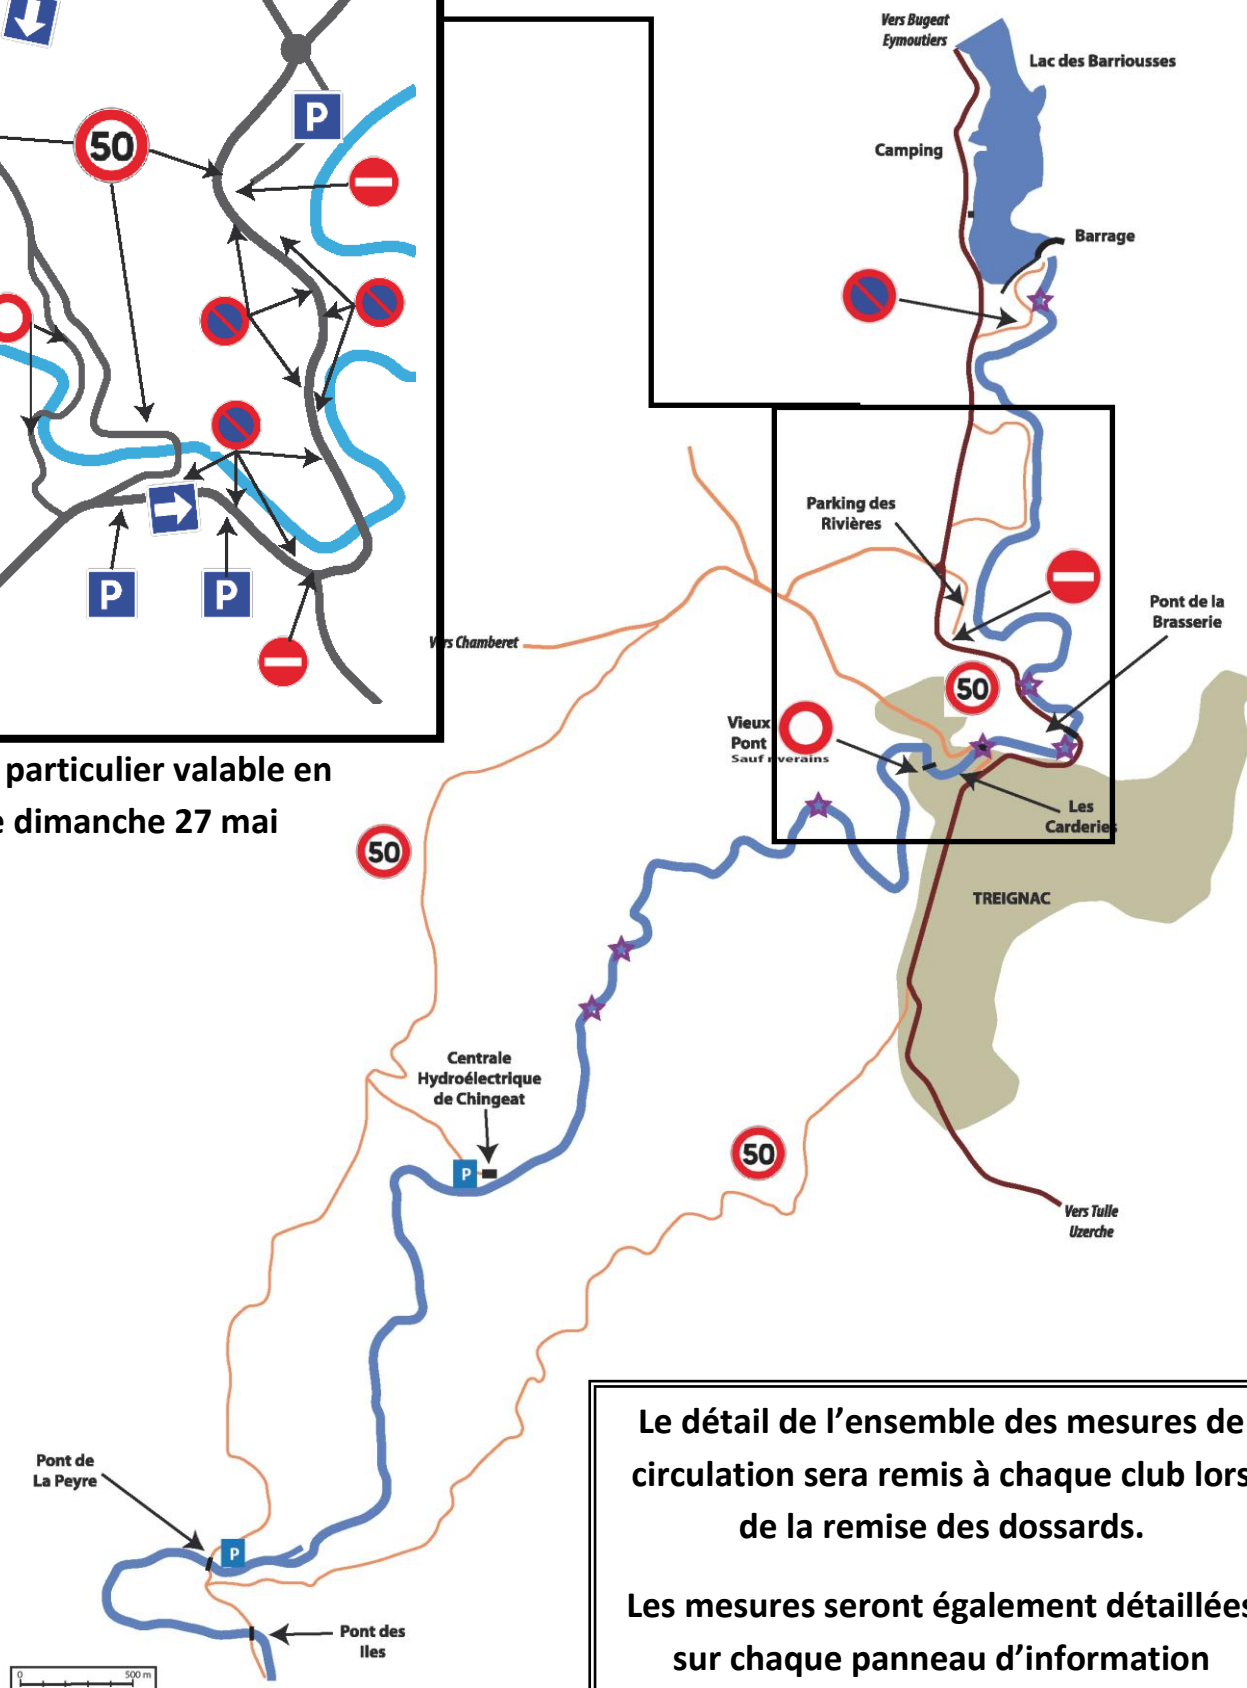 Vers Bugeat
Eymoutiers
Lac des Barriousses
P
50
Camping
Barrage
P
P
Parking des
Rivières
Pont de la
Brasserie
Vers Chamberet
50
Vieux
Pont
particulier valable en
dimanche 27 mai
Les
Carderies
50
TREIGNAC
Centrale
Hydroélectrique
de Chingeat
50
P
Vers Tulle
Uzerche
Le détail de l’ensemble des mesures de
circulation sera remis à chaque club lors
de la remise des dossards.
Pont de
La Peyre
P
Les mesures seront également détaillées
sur chaque panneau d’information
Pont des
Iles
0 500 m